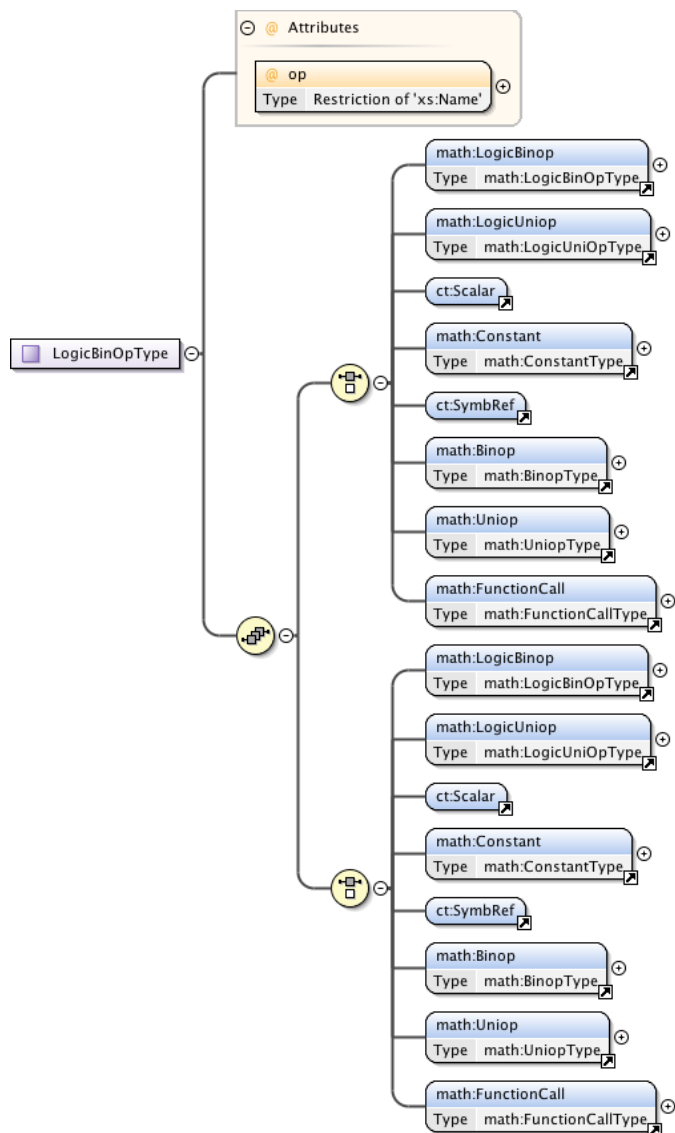 @ Attributes
@ op
Type Restriction of 'xs:Name'
math:LogicBinop
Type math:LogicBinOpType
math:LogicUniop
Type math:LogicUniOpType
ct:Scalar
math:Constant
Type math:ConstantType
ct:SymbRef
math:Binop
Type math:BinopType
math:Uniop
Type math:UniopType
math:FunctionCall
Type math:FunctionCallType
LogicBinOpType
math:LogicBinop
Type math:LogicBinOpType
math:LogicUniop
Type math:LogicUniOpType
ct:Scalar
math:Constant
Type math:ConstantType
ct:SymbRef
math:Binop
Type math:BinopType
math:Uniop
Type math:UniopType
math:FunctionCall
Type math:FunctionCallType